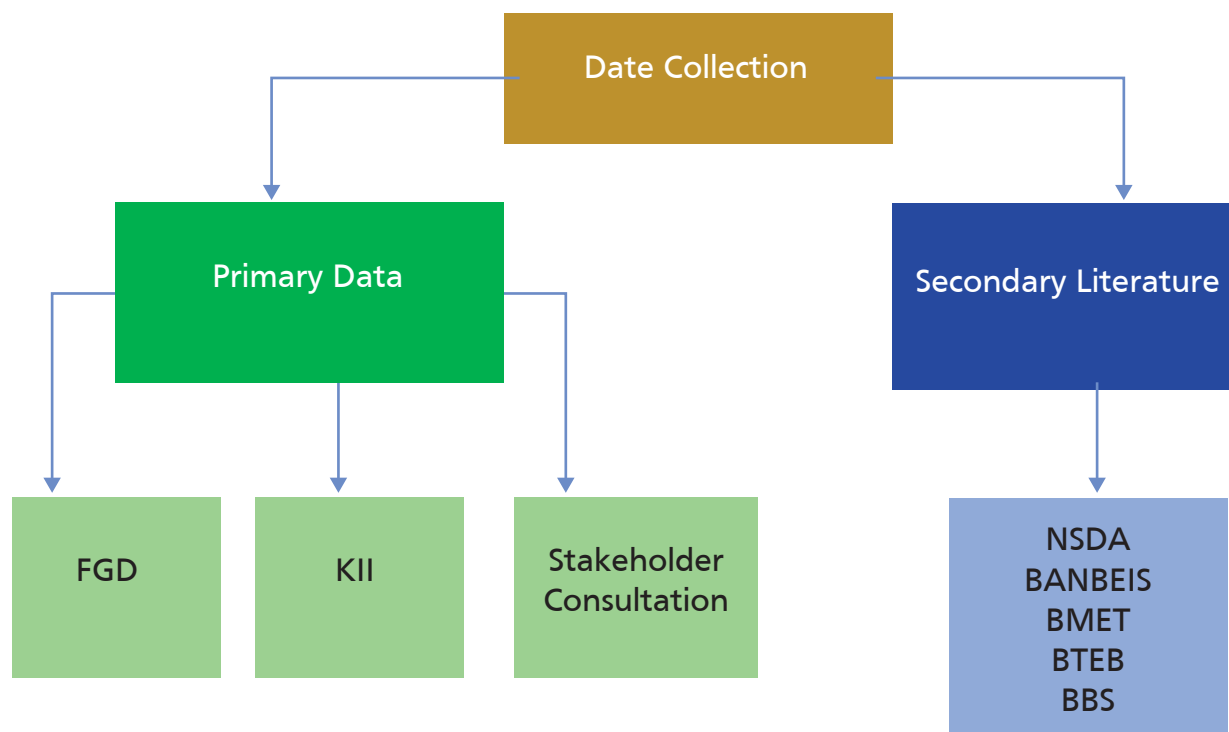 Date Collection
Primary Data
Secondary Literature
FGD
KII
Stakeholder
Consultation
NSDA
BANBEIS
BMET
BTEB
BBS